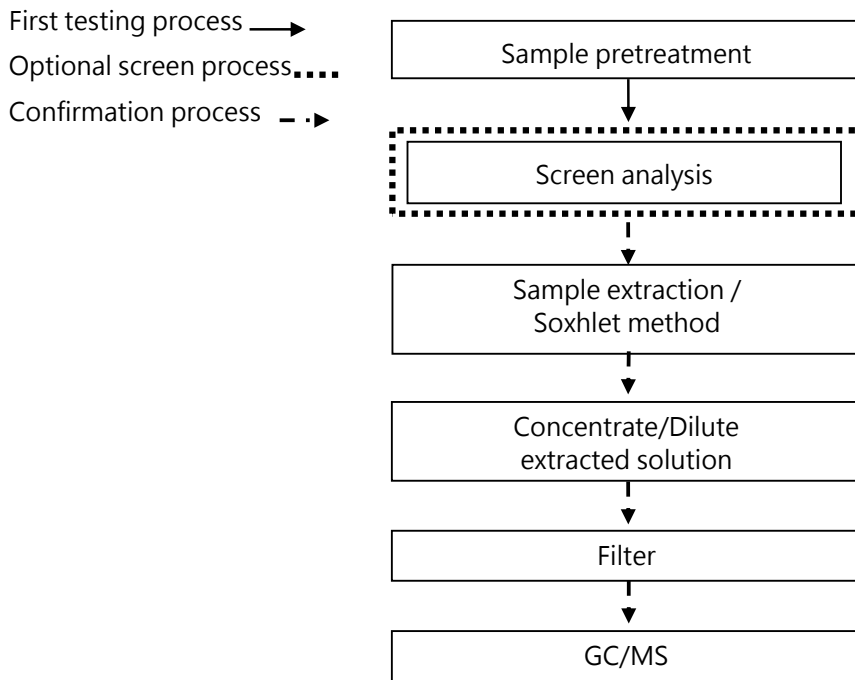 First testing process
Optional screen process
Confirmation process
Sample pretreatment
Screen analysis
Sample extraction /
Soxhlet method
Concentrate/Dilute
extracted solution
Filter
GC/MS